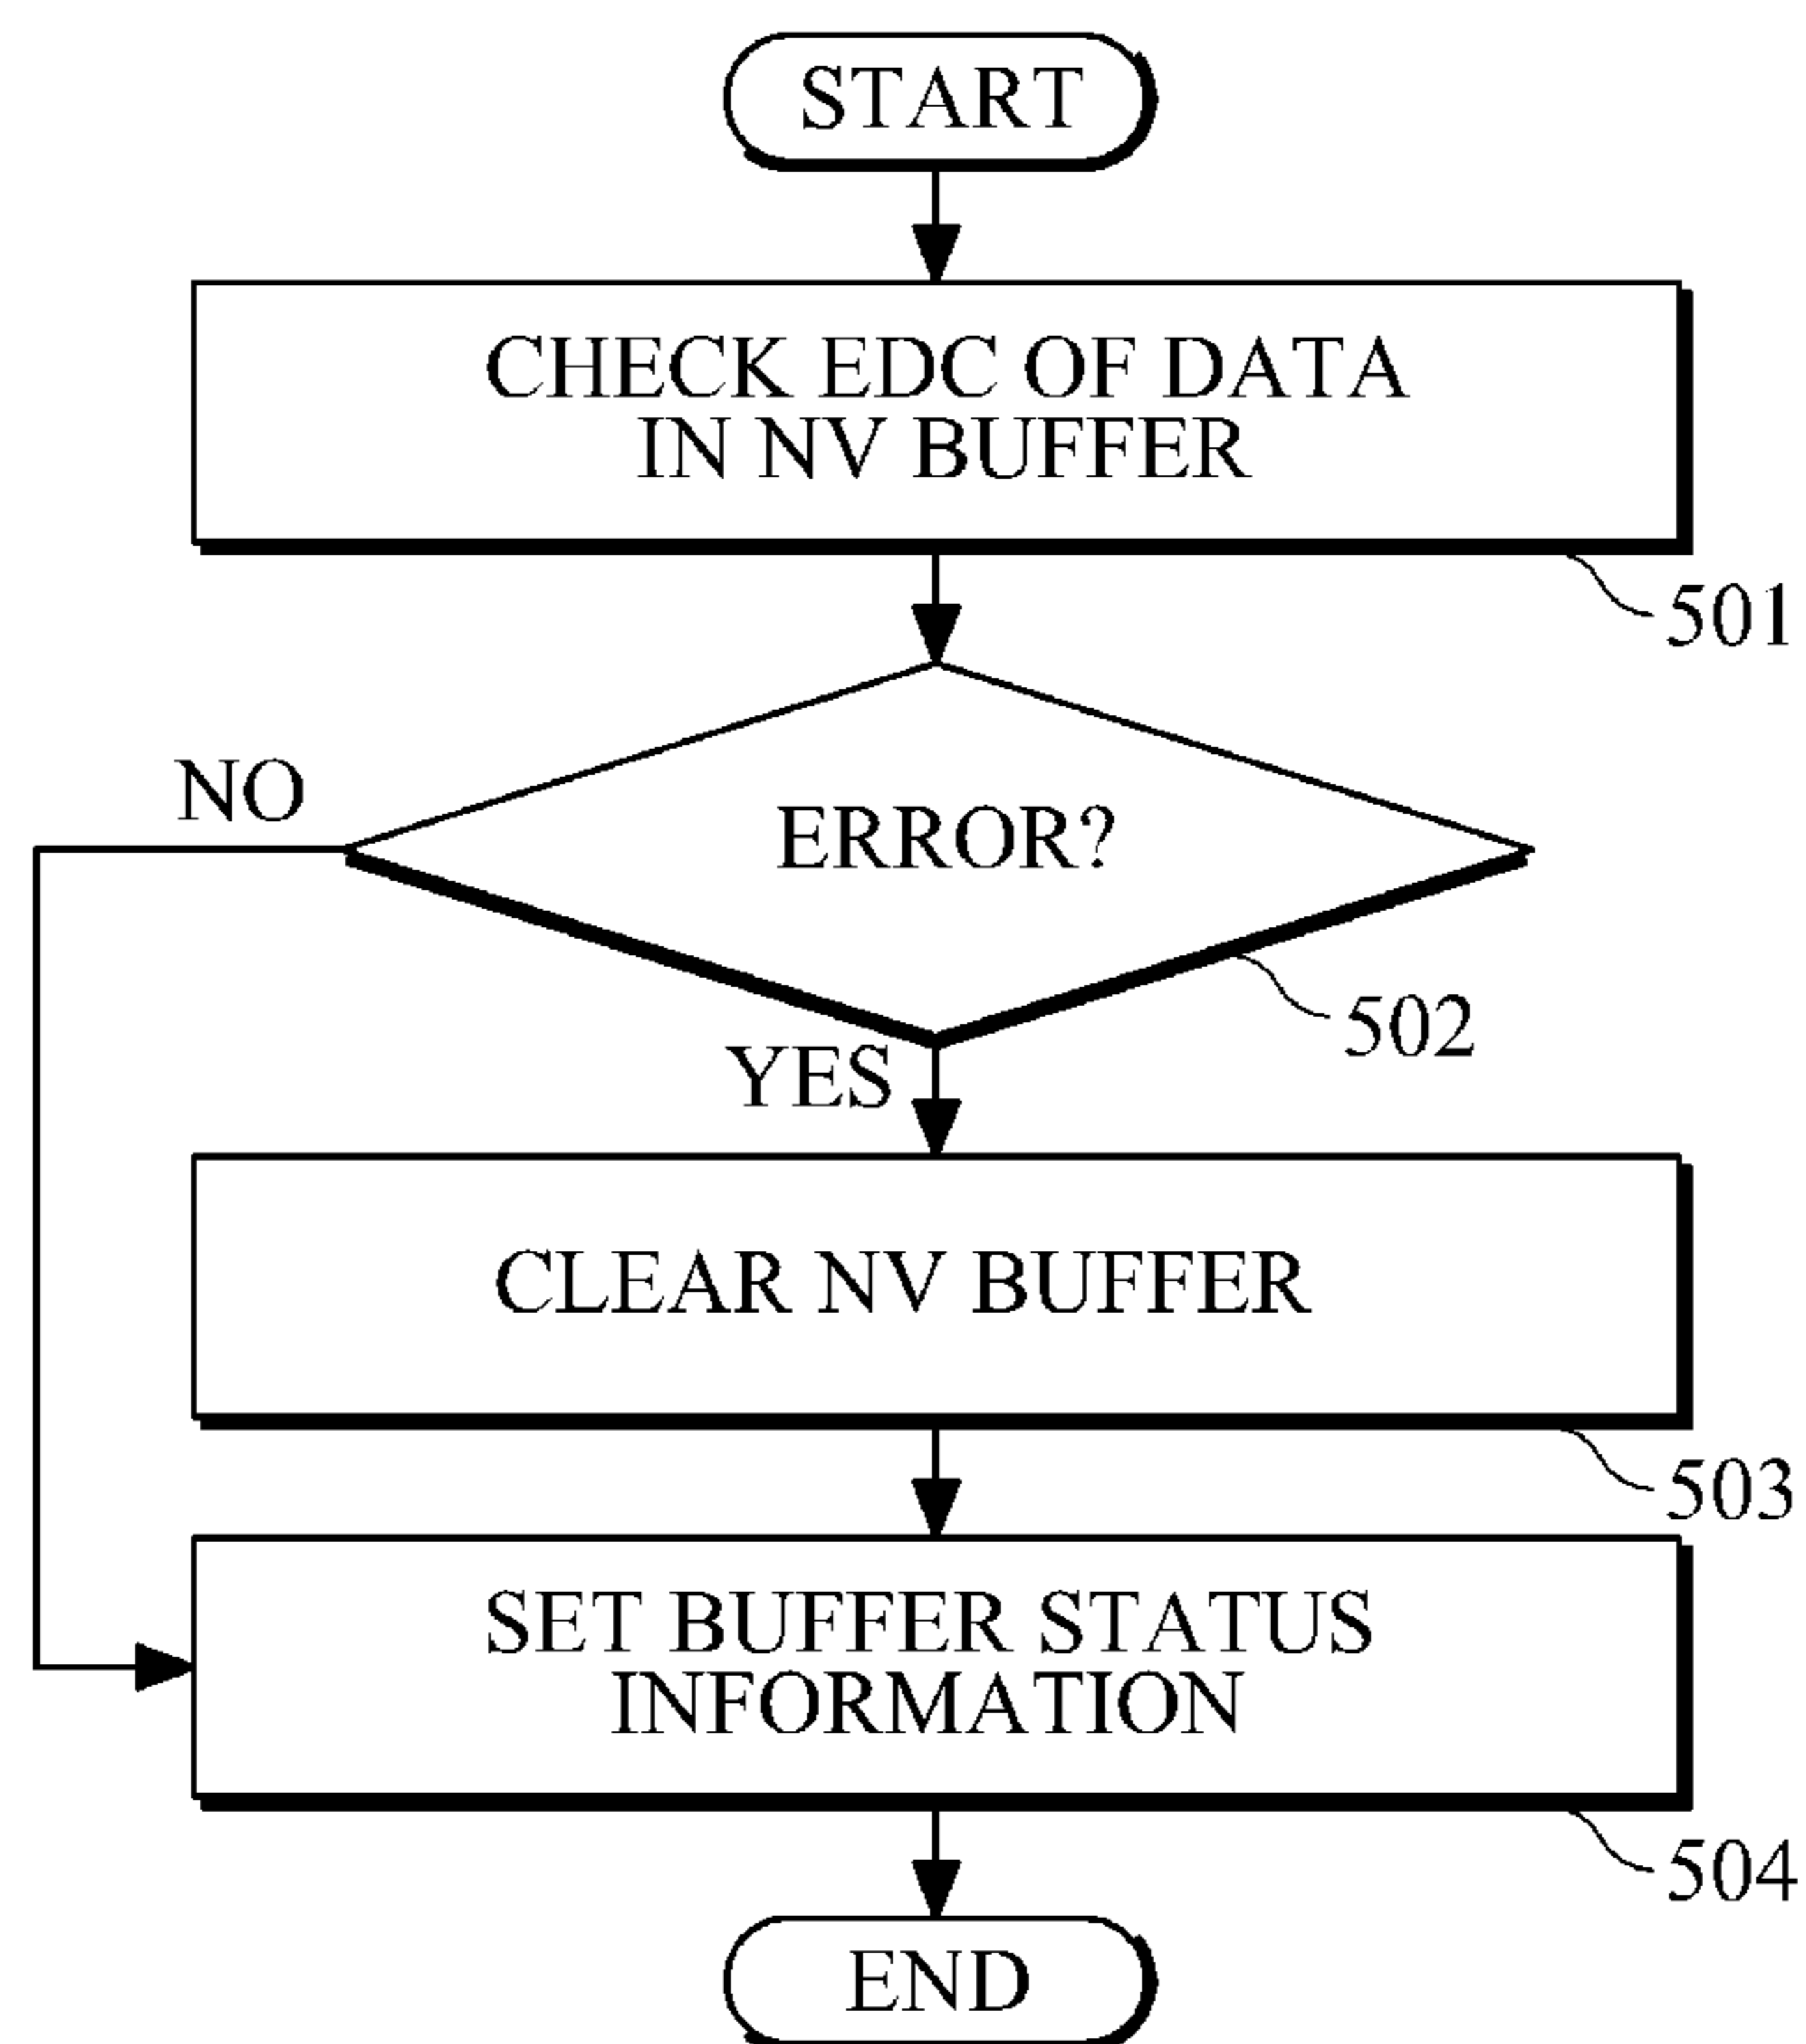 START
CHECK EDC OF DATA
IN NV BUFFER
501
ERROR?
NO
502
YES
CLEAR NV BUFFER
503
SET BUFFER STATUS
INFORMATION
504
END